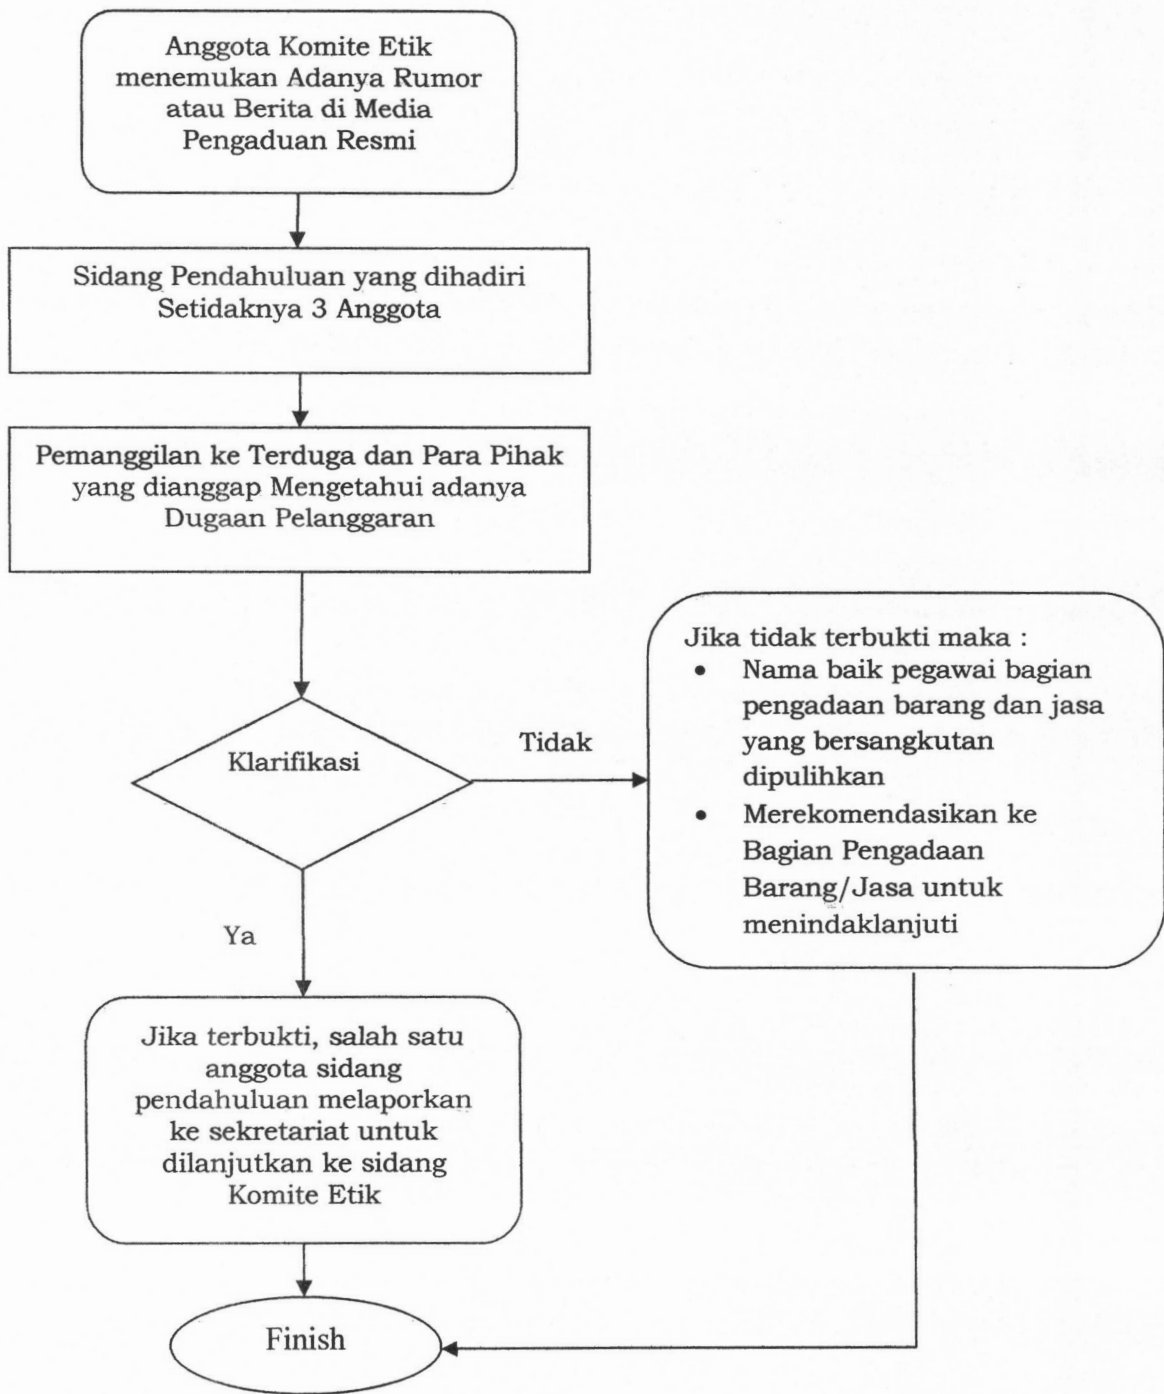 Anggota Komite Etik
menemukan Adanya Rumor
atau Berita di Media
Pengaduan Resmi
Sidang Pendahuluan yang dihadiri
Setidaknya 3 Anggota
Pemanggilan ke Terduga dan Para Pihak
yang dianggap Mengetahui adanya
Dugaan Pelanggaran
Klarifikasi
Tidak
Jika tidak terbukti maka :
• Nama baik pegawai bagian
pengadaan barang dan jasa
yang bersangkutan
dipulihkan
• Merekomendasikan ke
Bagian Pengadaan
Barang/Jasa untuk
menindaklanjuti
Ya
Jika terbukti, salah satu
anggota sidang
pendahuluan melaporkan
ke sekretariat untuk
dilanjutkan ke sidang
Komite Etik
Finish